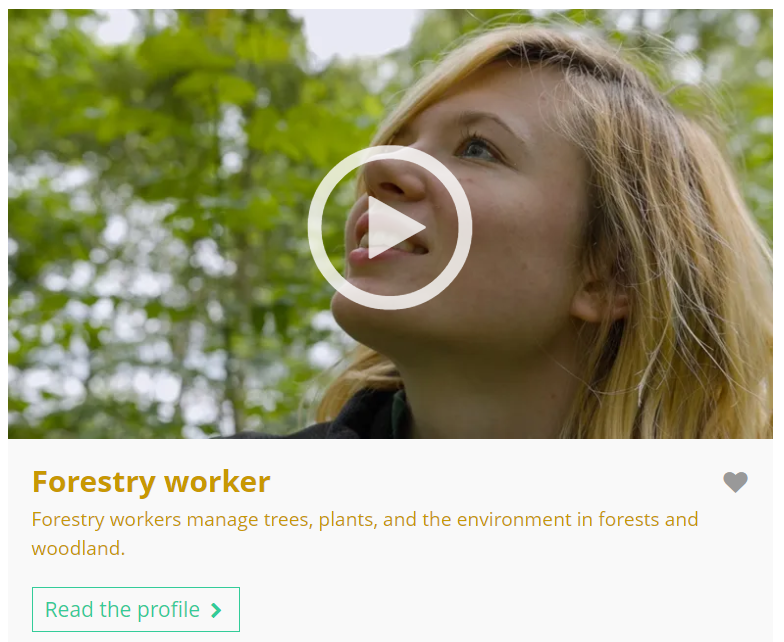 Forestry worker
Forestry workers manage trees, plants, and the environment in forests and
woodland.
Read the profile